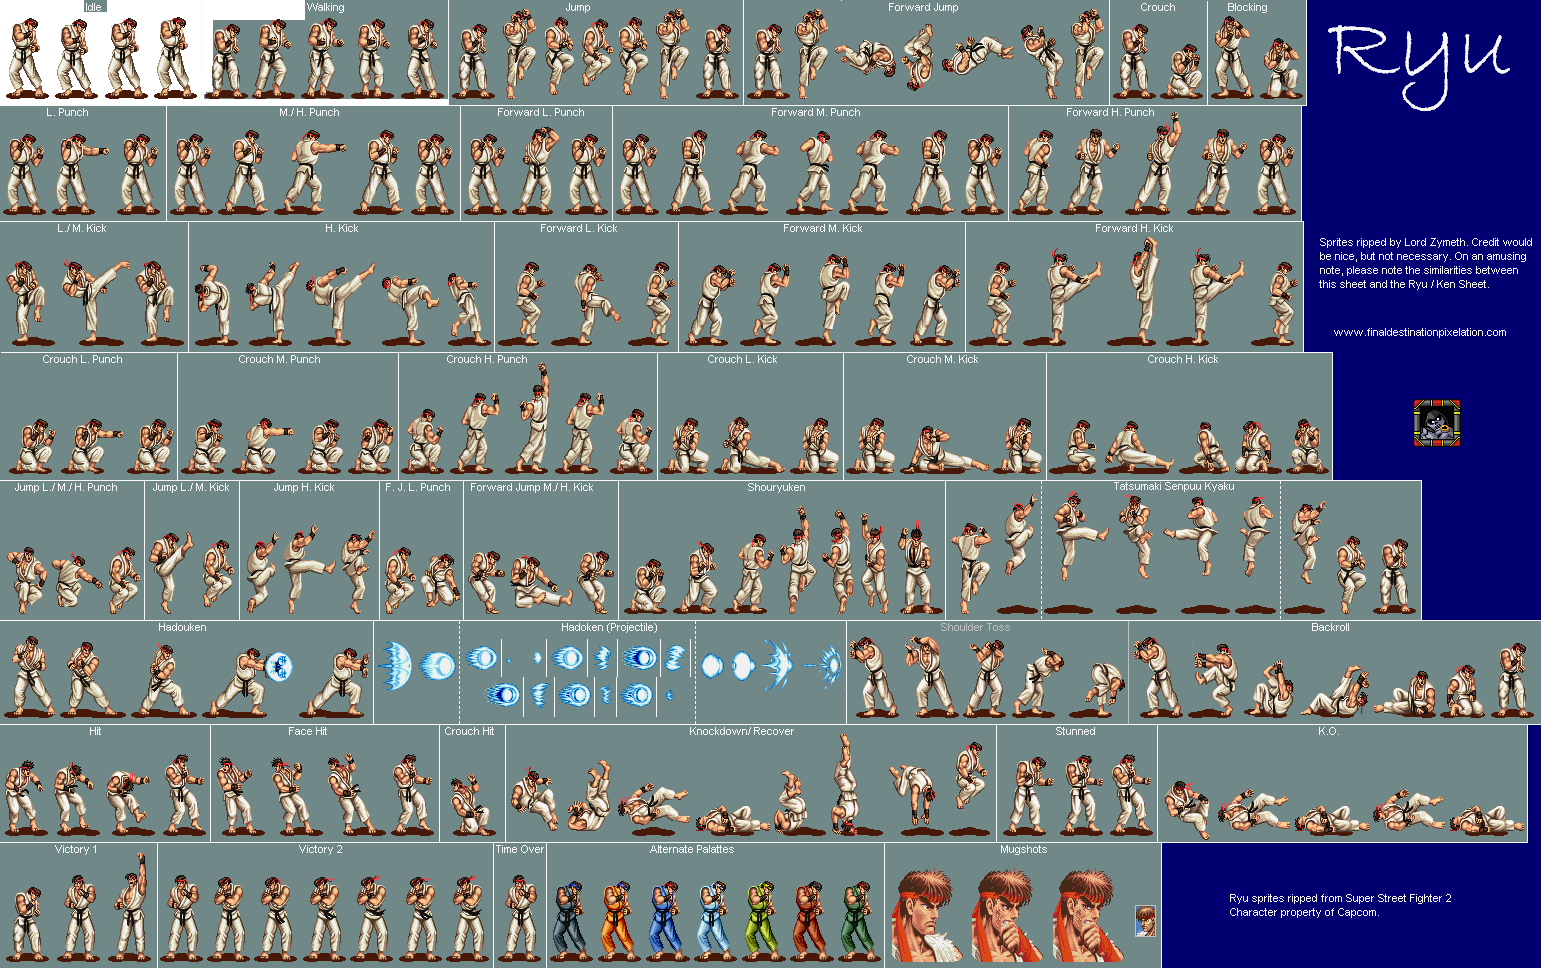 Idle
Walking
Jump
Forward Jump
Crouch
Blocking
Ryu
L. Punch
M./ H. Punch
Forward L. Punch
Forward M. Punch
Forward H. Punch
L./ M. Kick
H. Kick
Forward L. Kick
Forward M. Kick
Forward H. Kick
Sprites ripped by Lord Zymeth. Credit would
be nice, but not necessary. On an amusing
note, please note the similarities between
this sheet and the Ryu / Ken Sheet.
www.finaldestinationpixelation.com
Crouch L. Punch
Crouch M. Punch
Crouch H. Punch
Crouch L. Kick
Crouch M. Kick
Crouch H. Kick
Jump L./ M./ H. Punch
Jump L./ M. Kick
Jump H. Kick
F. J. L. Punch
Forward Jump M./ H. Kick
Shouryuken
Tatsumaki Senpuu Kyaku
Hadouken
Hadoken (Projectile)
Shoulder Toss
Backroll
Hit
Face Hit
Crouch Hit
Knockdown/ Recover
Stunned
K.O.
Victory 1
Victory 2
Time Over
Alternate Palattes
Mugshots
Ryu sprites ripped from Super Street Fighter 2
Character property of Capcom.